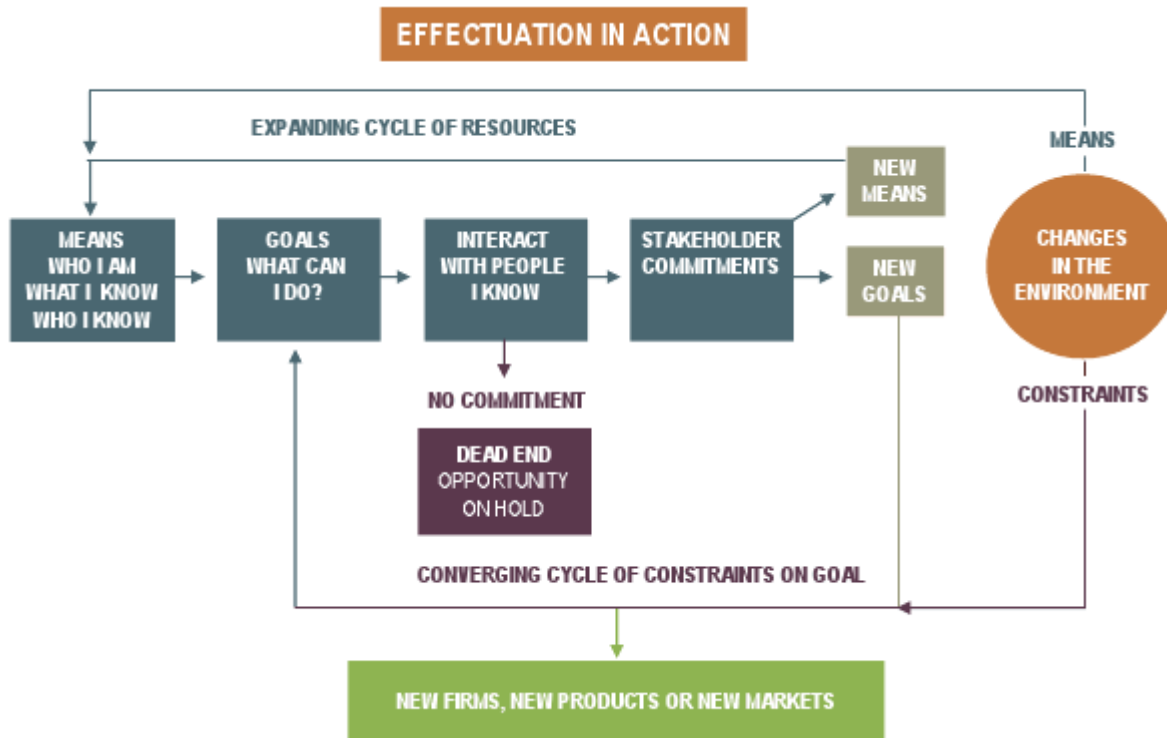 EFFECTUATION IN ACTION
EXPANDING CYCLE OF RESOURCES
MEANS
NEW
MEANS
MEANS
WHO I AM
WHAT I KNOW
WHO I KNOW
GOALS
WHAT CAN
I DO?
INTERACT
WITH PEOPLE
I KNOW
STAKEHOLDER
COMMITMENTS
NEW
GOALS
CHANGES
IN THE
ENVIRONMENT
NO COMMITMENT
CONSTRAINTS
DEAD END
OPPORTUNITY
ON HOLD
CONVERGING CYCLE OF CONSTRAINTS ON GOAL
NEW FIRMS, NEW PRODUCTS OR NEW MARKETS